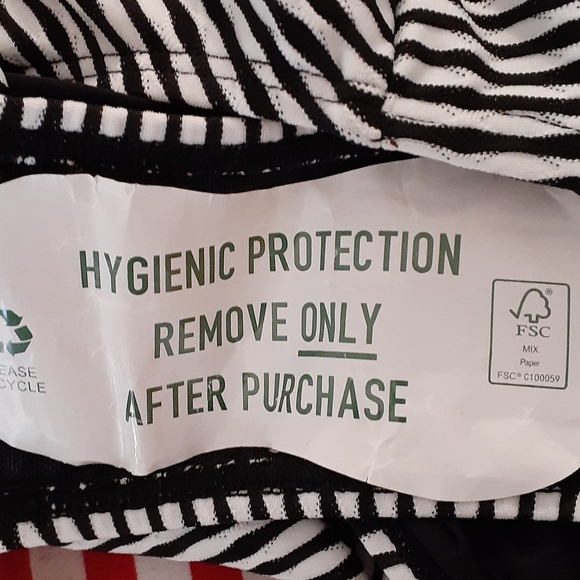 HYGIENIC PROTECTION
REMOVE ONLY
AFTER PURCHASE
EASE
CYCLE
®
FSC
MIX
Paper
FSC® C100059